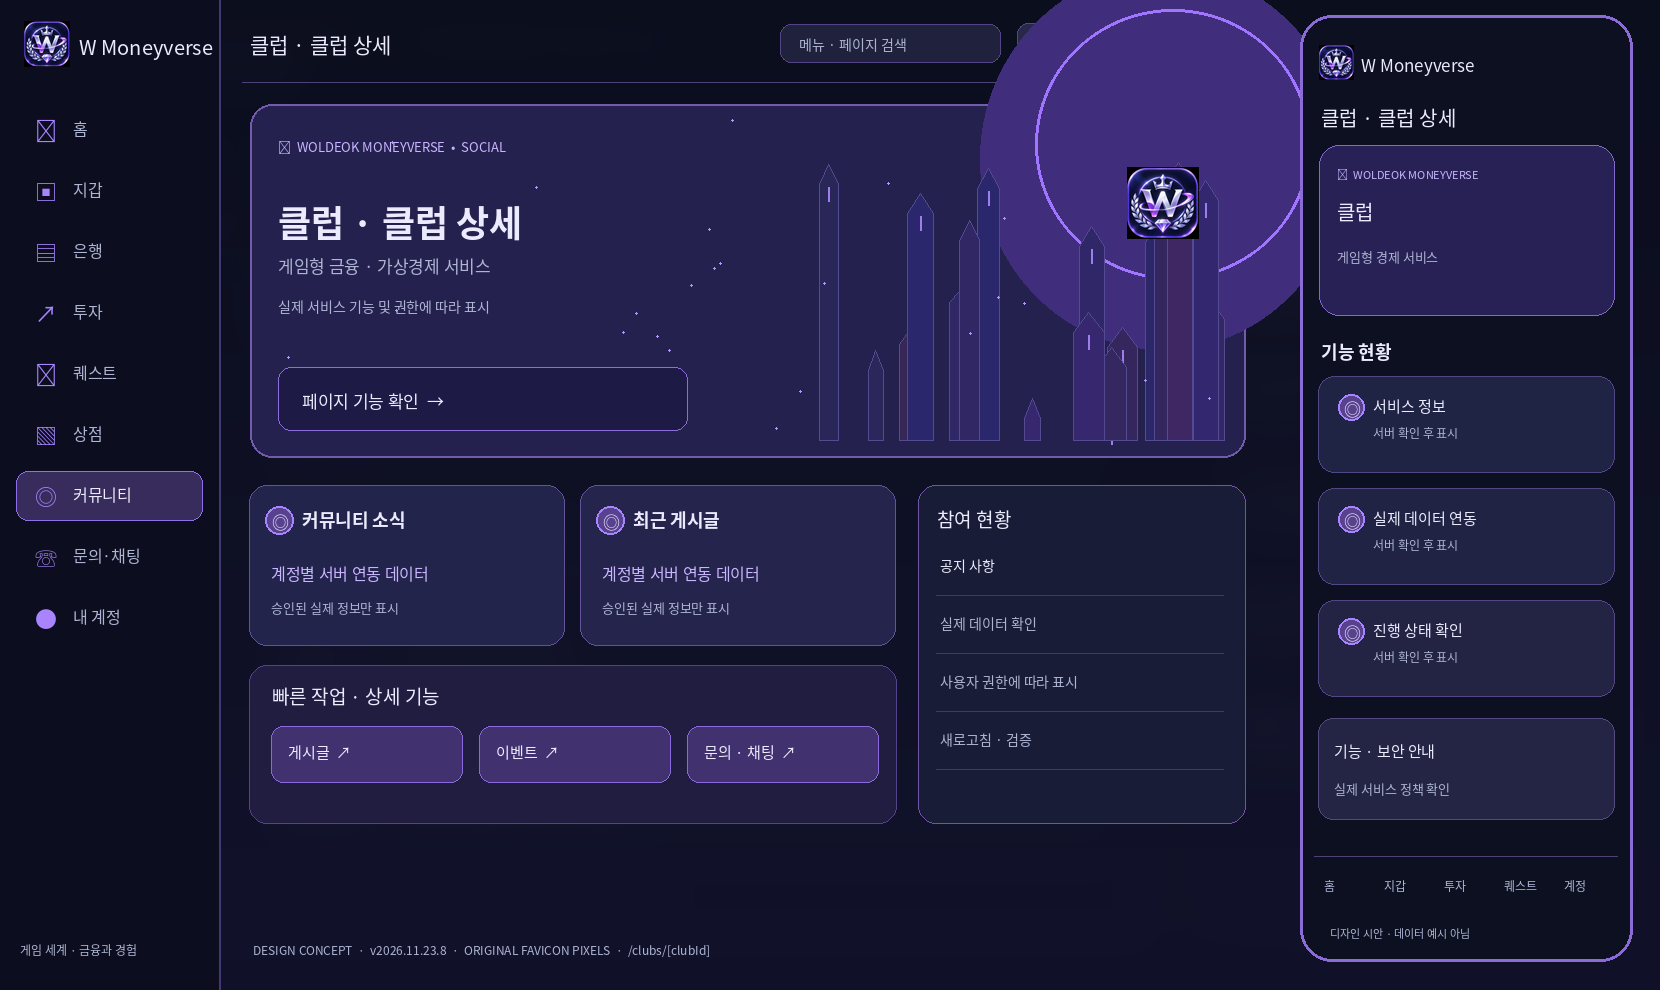 W Moneyverse
홈
지갑
은행
투자
퀘스트
상점
커뮤니티
문의·채팅
내 계정
게임 세계 · 금융과 경험
클럽 · 클럽 상세
메뉴 · 페이지 검색
WOLDEOK MONEYVERSE • SOCIAL
클럽 · 클럽 상세
게임형 금융 · 가상경제 서비스
실제 서비스 기능 및 권한에 따라 표시
페이지 기능 확인 →
W
커뮤니티 소식
계정별 서버 연동 데이터
승인된 실제 정보만 표시
최근 게시글
계정별 서버 연동 데이터
승인된 실제 정보만 표시
참여 현황
공지 사항
실제 데이터 확인
사용자 권한에 따라 표시
새로고침 · 검증
빠른 작업 · 상세 기능
게시글 ↗
이벤트 ↗
문의 · 채팅 ↗
DESIGN CONCEPT · v2026.11.23.8 · ORIGINAL FAVICON PIXELS · /clubs/[clubId]
W Moneyverse
클럽 · 클럽 상세
WOLDEOK MONEYVERSE
클럽
게임형 경제 서비스
기능 현황
서비스 정보
서버 확인 후 표시
실제 데이터 연동
서버 확인 후 표시
진행 상태 확인
서버 확인 후 표시
기능 · 보안 안내
실제 서비스 정책 확인
홈 지갑 투자 퀘스트 계정
디자인 시안 · 데이터 예시 아님